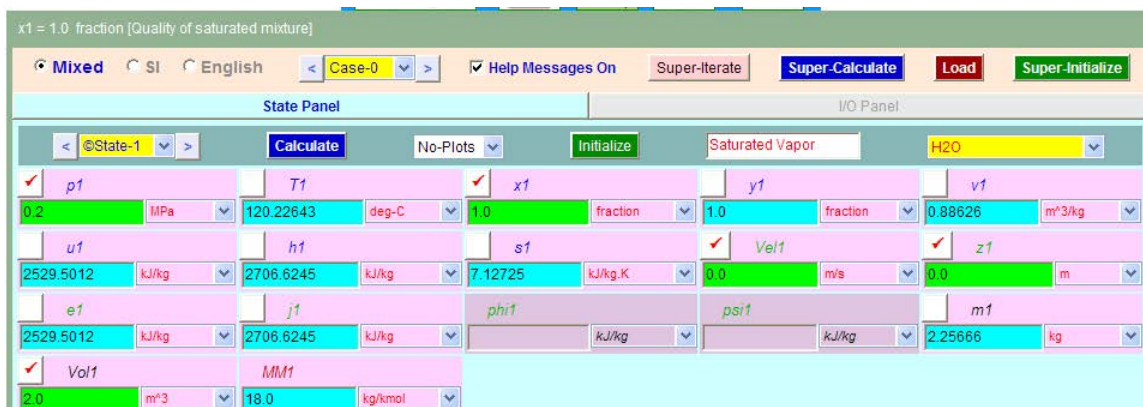 x1 = 1.0 fraction [Quality of saturated mixture]
Mixed SI English < Case-0 > Help Messages On Super-Iterate Super-Calculate Load Super-Initialize
State Panel I/O Panel
< ©State-1 > Calculate No-Plots Initialize Saturated Vapor H2O
p1 T1 x1 y1 v1
0.2 MPa 120.22643 deg-C 1.0 fraction 1.0 fraction 0.88626 m^3/kg
u1 h1 s1 Vel1 z1
2529.5012 kJ/kg 2706.6245 kJ/kg 7.12725 kJ/kg.K 0.0 m/s 0.0 m
e1 j1 phi1 psi1 m1
2529.5012 kJ/kg 2706.6245 kJ/kg kJ/kg kJ/kg 2.25666 kg
Vol1 MM1
2.0 m^3 18.0 kg/kmol